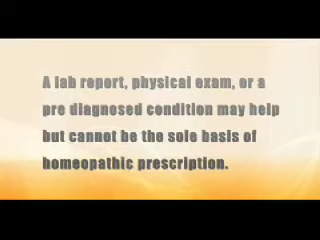 A lab report, physical exam, or a
pre diagnosed condition may help
but cannot be the sole basis of
homeopathic prescription.